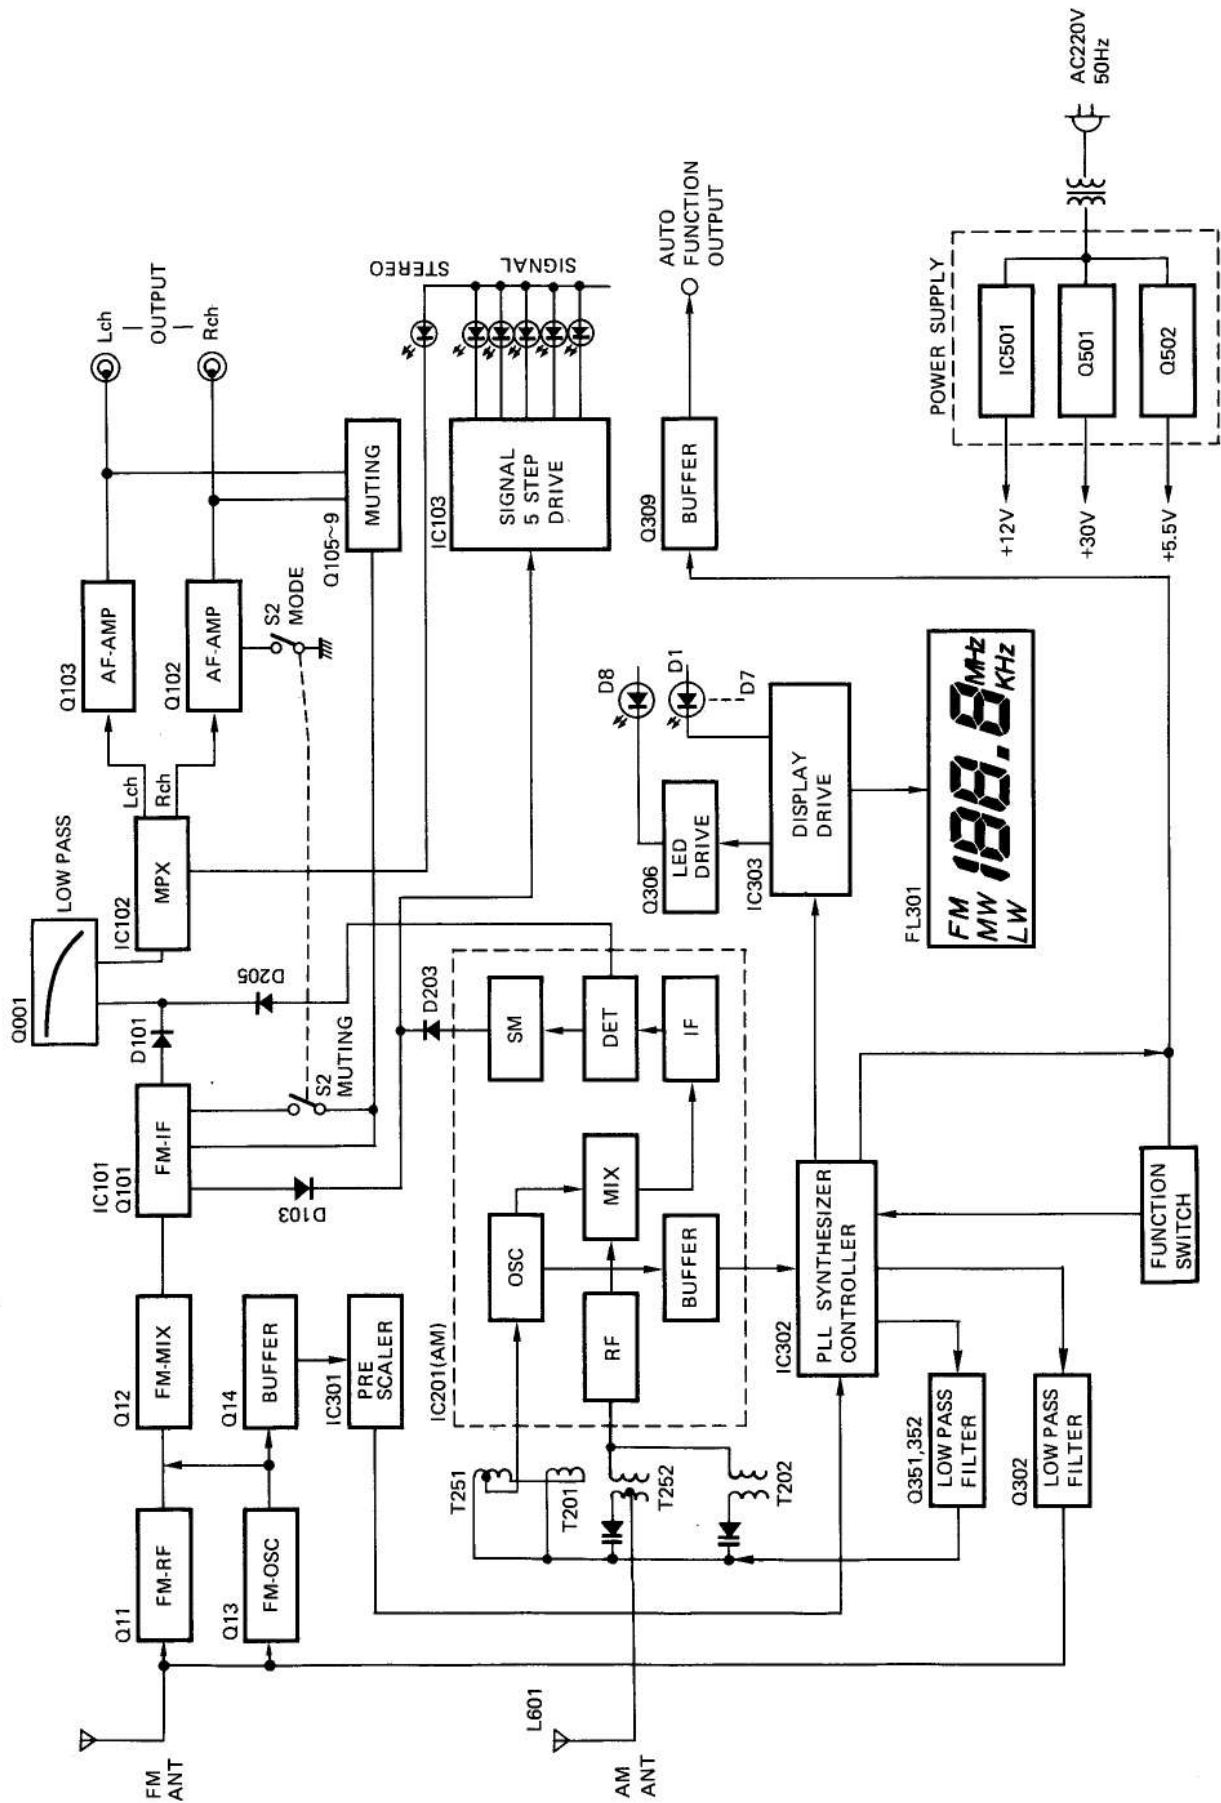 FM
ANT
Q11
FM-RF
Q13
FM-OSC
Q12
FM-MIX
Q14
BUFFER
IC301
PRE
SCALER
IC101
Q101
FM-IF
D101
D103
S2
MUTING
D205
Q001
LOW PASS
IC102
MPX
Lch
Rch
Q103
AF-AMP
Q102
AF-AMP
S2
MODE
Q105~9
MUTING
Lch
OUTPUT
Rch
STEREO
SIGNAL
IC103
SIGNAL
5 STEP
DRIVE
L601
AM
ANT
T251
T201
T252
T202
IC201(AM)
OSC
RF
MIX
BUFFER
SM
DET
IF
D203
IC302
PLL SYNTHESIZER
CONTROLLER
Q351,352
LOW PASS
FILTER
Q302
LOW PASS
FILTER
FUNCTION
SWITCH
Q306
LED
DRIVE
IC303
DISPLAY
DRIVE
D8
D1
D7
FL301
FM
MW
LW
188.8
MHz
KHz
Q309
BUFFER
AUTO
FUNCTION
OUTPUT
POWER SUPPLY
IC501
Q501
Q502
+12V
+30V
+5.5V
AC220V
50Hz